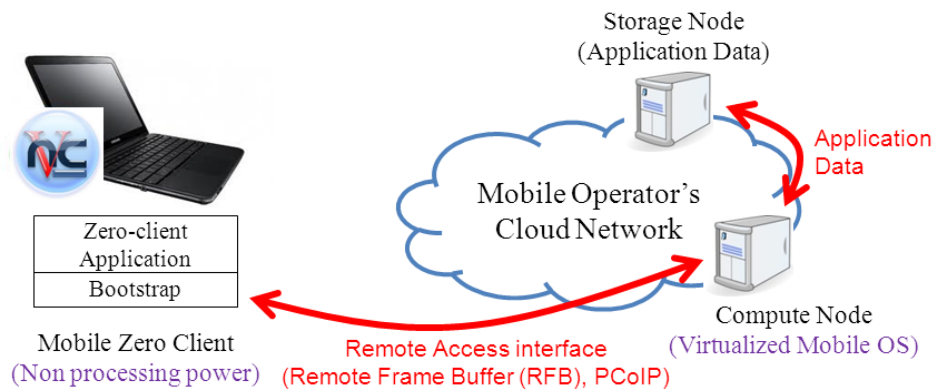 Storage Node
(Application Data)
VNC
Application
Data
Mobile Operator's
Cloud Network
Zero-client
Application
Bootstrap
Mobile Zero Client
(Non processing power)
Remote Access interface
(Remote Frame Buffer (RFB), PCoIP)
Compute Node
(Virtualized Mobile OS)